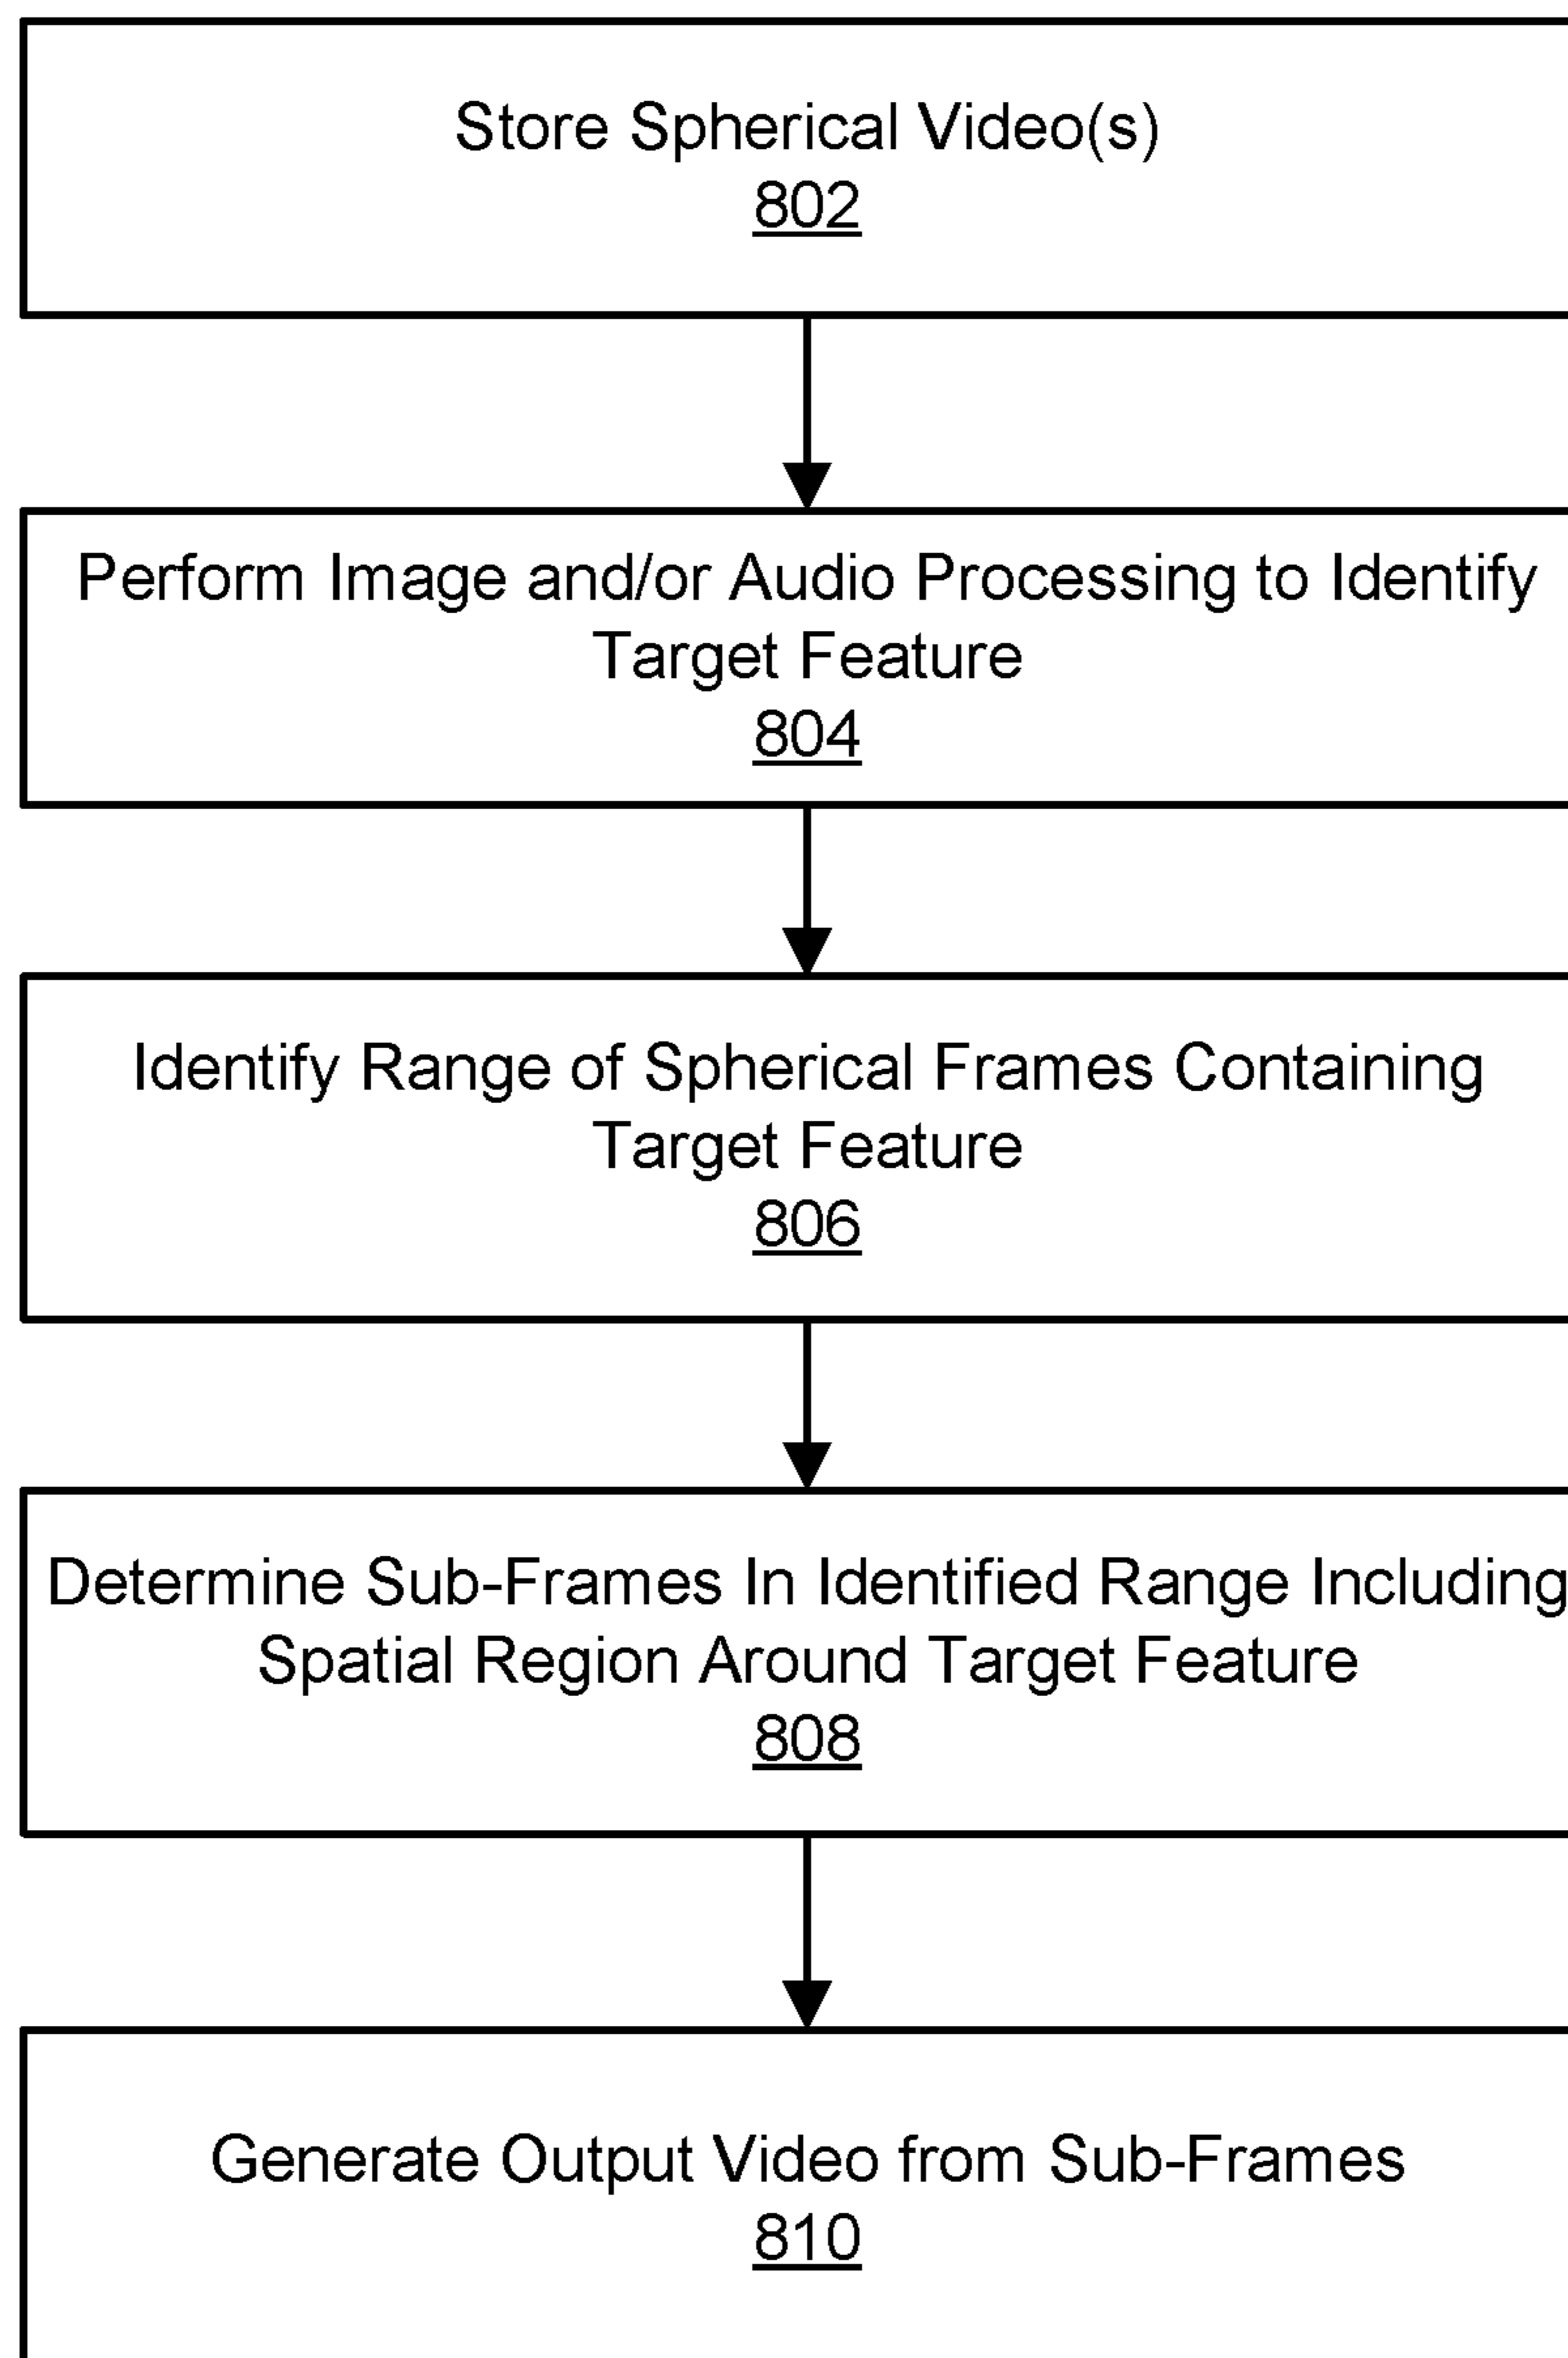 Store Spherical Video(s)
802
Perform Image and/or Audio Processing to Identify
Target Feature
804
Identify Range of Spherical Frames Containing
Target Feature
806
Determine Sub-Frames In Identified Range Including
Spatial Region Around Target Feature
808
Generate Output Video from Sub-Frames
810